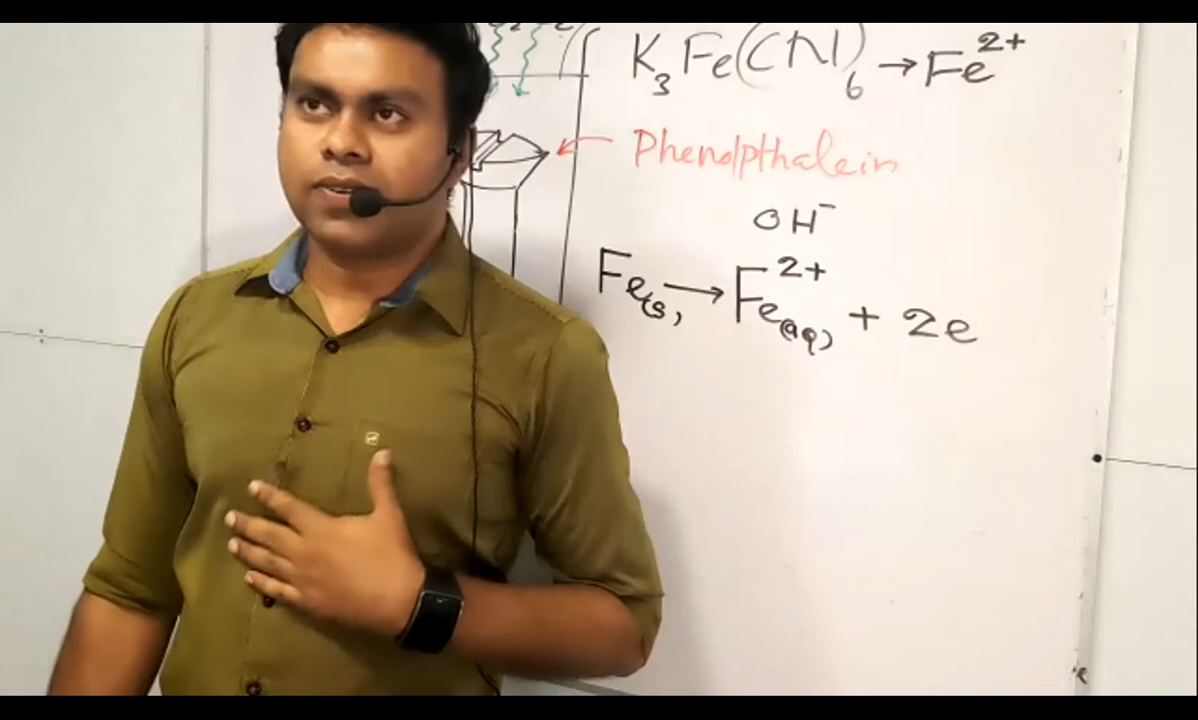 K₃Fe(CN)₆ → Fe²⁺
Phenolpthalein
OH⁻
Fe(s) → Fe²⁺(aq) + 2e